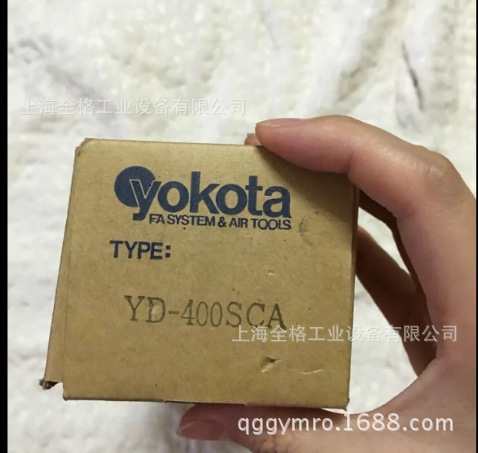 上海全格工业设备有限公司
yokota
FA SYSTEM & AIR TOOLS
TYPE:
YD-400SCA
上海全格工业设备有限公司
qggymro.1688.com